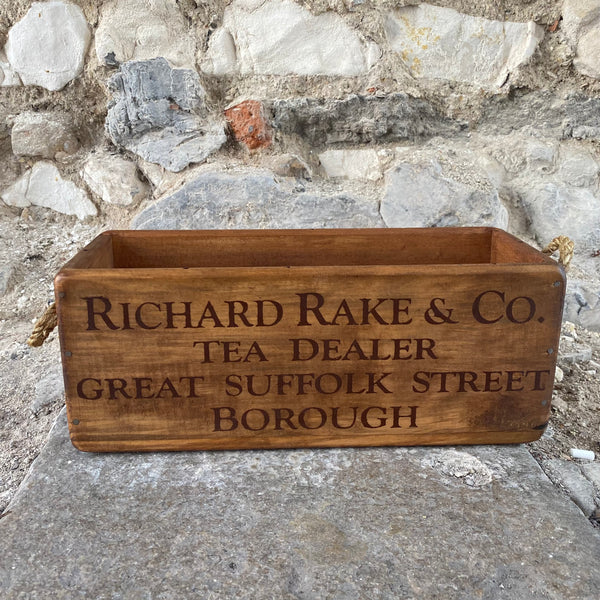 RICHARD RAKE & CO.
TEA DEALER
GREAT SUFFOLK STREET
BOROUGH